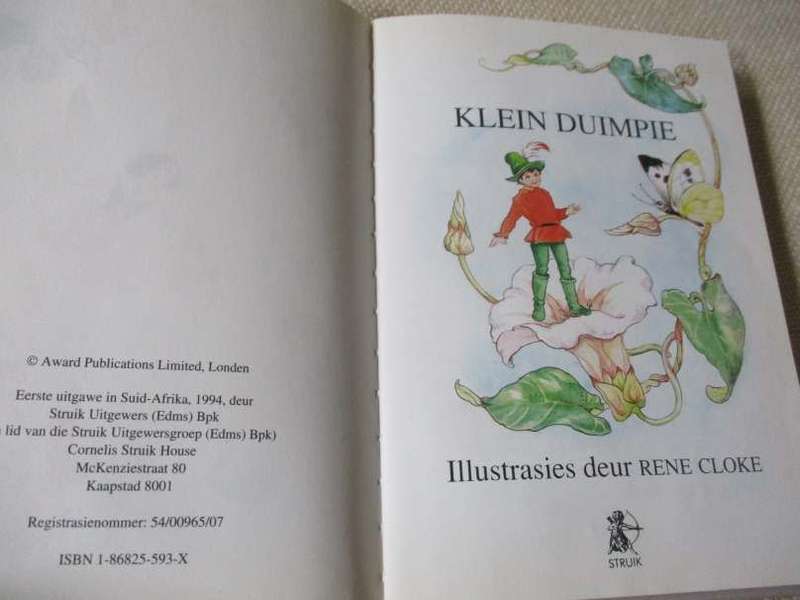 © Award Publications Limited, Londen
Eerste uitgawe in Suid-Afrika, 1994, deur
Struik Uitgewers (Edms) Bpk
lid van die Struik Uitgewersgroep (Edms) Bpk)
Cornelis Struik House
McKenziestraat 80
Kaapstad 8001
Registrasienommer: 54/00965/07
ISBN 1-86825-593-X
KLEIN DUIMPIE
Illustrasies deur RENE CLOKE
STRUIK